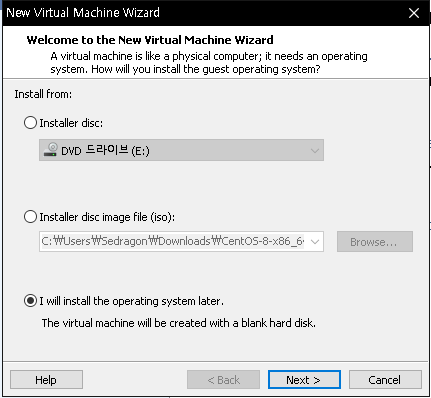 New Virtual Machine Wizard
Welcome to the New Virtual Machine Wizard
A virtual machine is like a physical computer; it needs an operating
system. How will you install the guest operating system?
Install from:
Installer disc:
DVD 드라이브 (E:)
Installer disc image file (iso):
C:₩Users₩Sedragon₩Downloads₩CentOS-8-x86_6
Browse...
I will install the operating system later.
The virtual machine will be created with a blank hard disk.
Help
< Back
Next >
Cancel